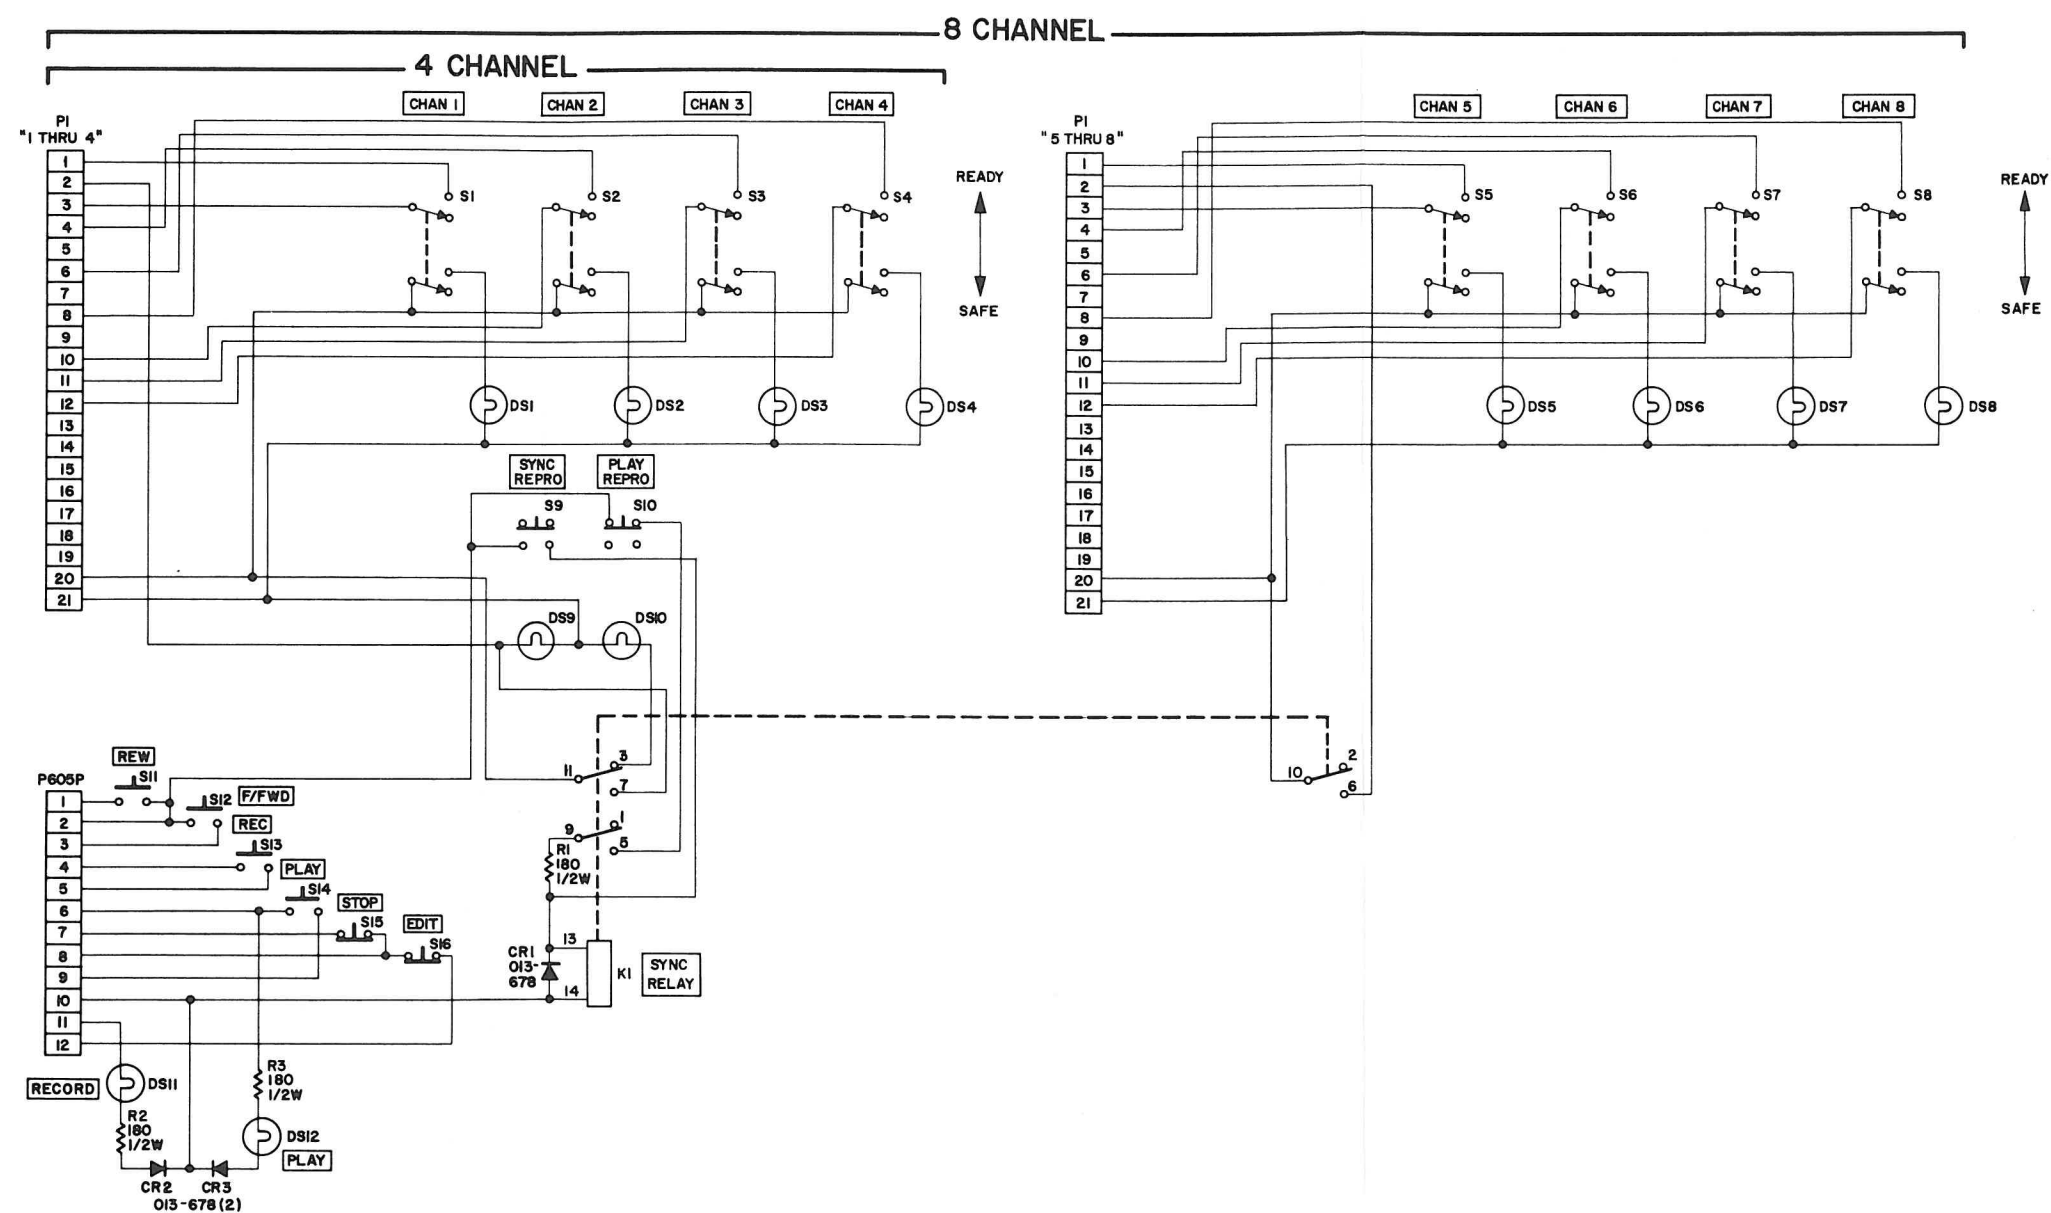 8 CHANNEL
4 CHANNEL
CHAN 1 CHAN 2 CHAN 3 CHAN 4 CHAN 5 CHAN 6 CHAN 7 CHAN 8
P1
"1 THRU 4"
1
2
3
4
5
6
7
8
9
10
11
12
13
14
15
16
17
18
19
20
21
S1 S2 S3 S4
READY
SAFE
DS1 DS2 DS3 DS4
P1
"5 THRU 8"
1
2
3
4
5
6
7
8
9
10
11
12
13
14
15
16
17
18
19
20
21
S5 S6 S7 S8
READY
SAFE
DS5 DS6 DS7 DS8
SYNC
REPRO
PLAY
REPRO
S9 S10
DS9 DS10
11 3
7
9 1
5
R1
180
1/2W
10 2
6
CR1
013-
678
13
14
K1
SYNC
RELAY
P605P
1
2
3
4
5
6
7
8
9
10
11
12
REW
S11
S12 F/FWD
REC
S13
PLAY
S14
STOP
S15
EDIT
S16
RECORD
DS11
R2
180
1/2W
R3
180
1/2W
DS12
PLAY
CR2 CR3
013-678(2)